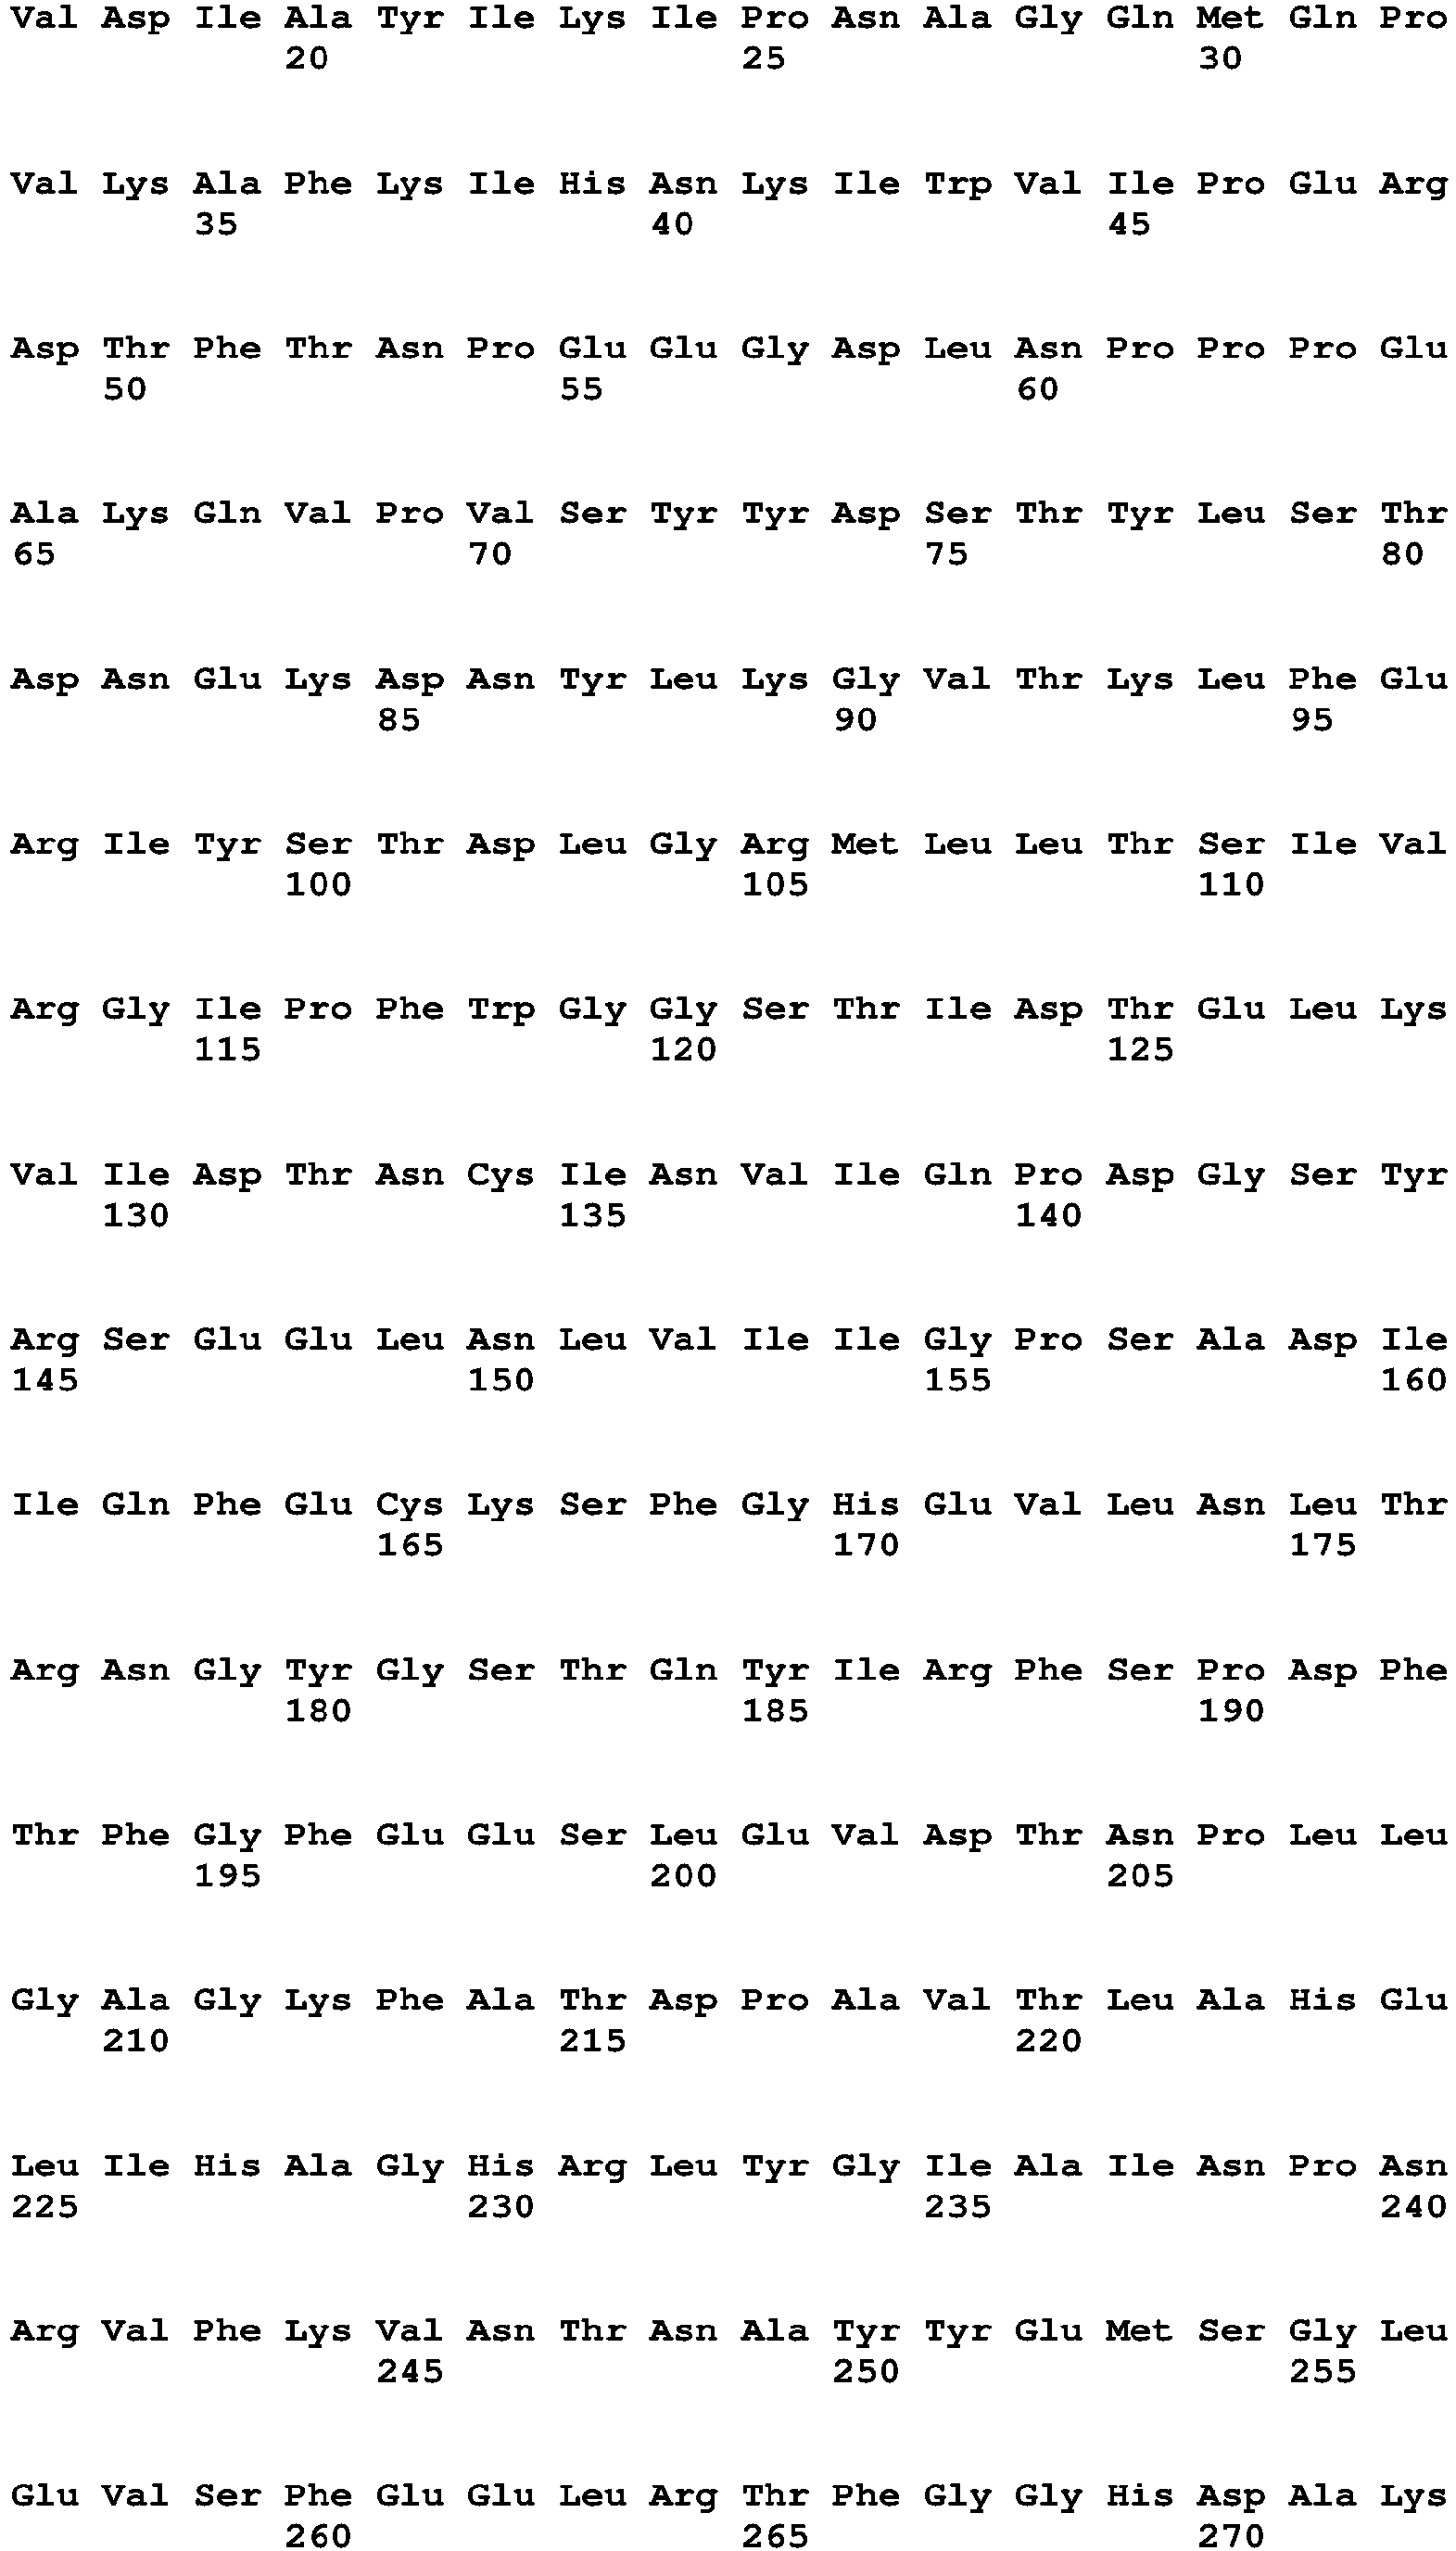 Val Asp Ile Ala Tyr Ile Lys Ile Pro Asn Ala Gly Gln Met Gln Pro
20 25 30
Val Lys Ala Phe Lys Ile His Asn Lys Ile Trp Val Ile Pro Glu Arg
35 40 45
Asp Thr Phe Thr Asn Pro Glu Glu Gly Asp Leu Asn Pro Pro Pro Glu
50 55 60
Ala Lys Gln Val Pro Val Ser Tyr Tyr Asp Ser Thr Tyr Leu Ser Thr
65 70 75 80
Asp Asn Glu Lys Asp Asn Tyr Leu Lys Gly Val Thr Lys Leu Phe Glu
85 90 95
Arg Ile Tyr Ser Thr Asp Leu Gly Arg Met Leu Leu Thr Ser Ile Val
100 105 110
Arg Gly Ile Pro Phe Trp Gly Gly Ser Thr Ile Asp Thr Glu Leu Lys
115 120 125
Val Ile Asp Thr Asn Cys Ile Asn Val Ile Gln Pro Asp Gly Ser Tyr
130 135 140
Arg Ser Glu Glu Leu Asn Leu Val Ile Ile Gly Pro Ser Ala Asp Ile
145 150 155 160
Ile Gln Phe Glu Cys Lys Ser Phe Gly His Glu Val Leu Asn Leu Thr
165 170 175
Arg Asn Gly Tyr Gly Ser Thr Gln Tyr Ile Arg Phe Ser Pro Asp Phe
180 185 190
Thr Phe Gly Phe Glu Glu Ser Leu Glu Val Asp Thr Asn Pro Leu Leu
195 200 205
Gly Ala Gly Lys Phe Ala Thr Asp Pro Ala Val Thr Leu Ala His Glu
210 215 220
Leu Ile His Ala Gly His Arg Leu Tyr Gly Ile Ala Ile Asn Pro Asn
225 230 235 240
Arg Val Phe Lys Val Asn Thr Asn Ala Tyr Tyr Glu Met Ser Gly Leu
245 250 255
Glu Val Ser Phe Glu Glu Leu Arg Thr Phe Gly Gly His Asp Ala Lys
260 265 270